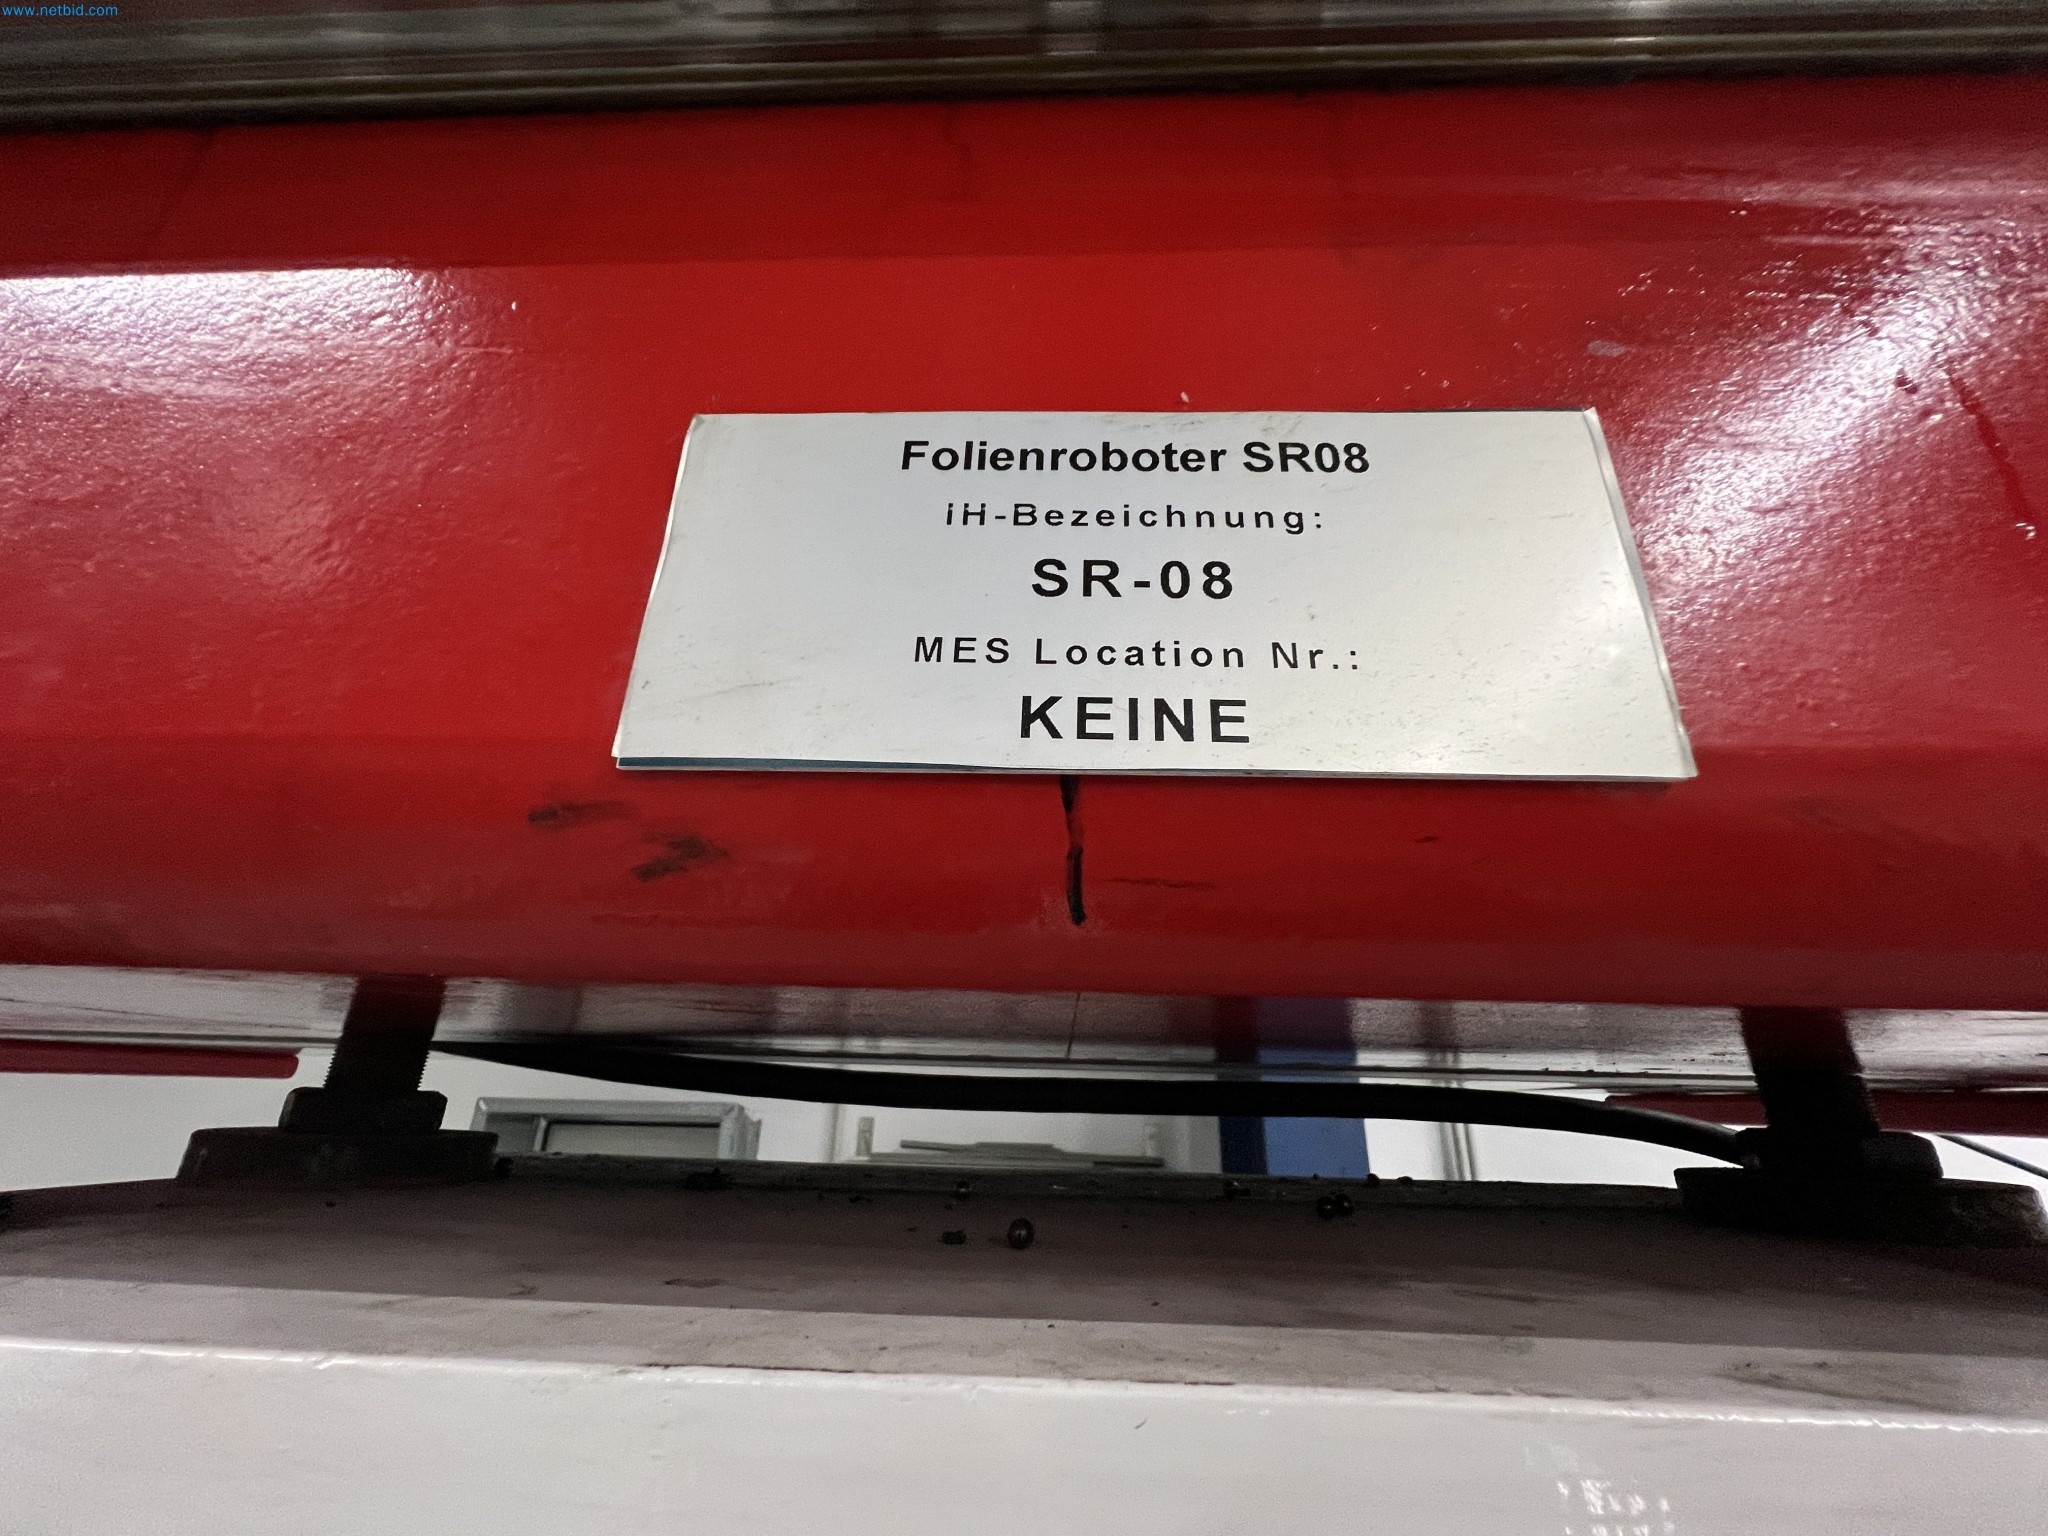 www.netbid.com
Folienroboter SR08
iH-Bezeichnung:
SR-08
MES Location Nr.:
KEINE